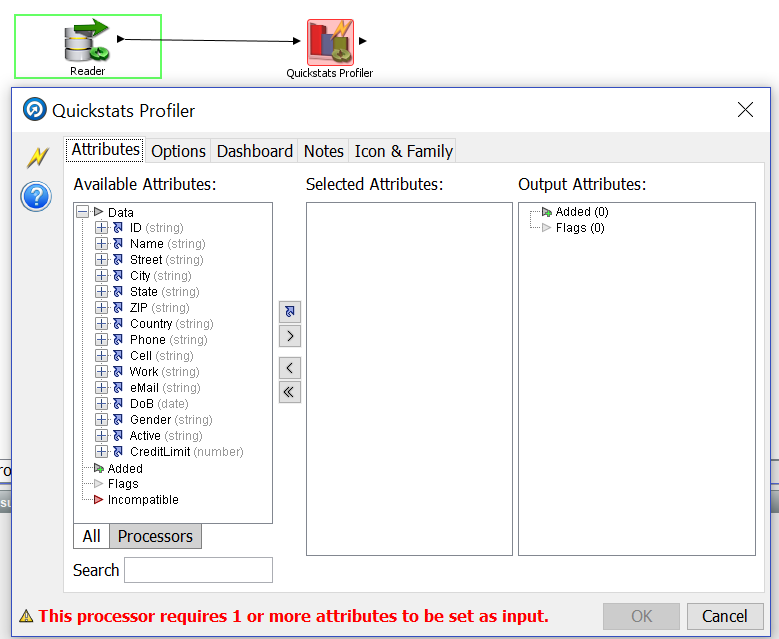 Reader
Quickstats Profiler
Quickstats Profiler
Attributes Options Dashboard Notes Icon & Family
Available Attributes: Selected Attributes: Output Attributes:
Data
ID (string)
Name (string)
Street (string)
City (string)
State (string)
ZIP (string)
Country (string)
Phone (string)
Cell (string)
Work (string)
eMail (string)
DoB (date)
Gender (string)
Active (string)
CreditLimit (number)
Added
Flags
Incompatible
Added (0)
Flags (0)
All Processors
Search
This processor requires 1 or more attributes to be set as input.
OK Cancel